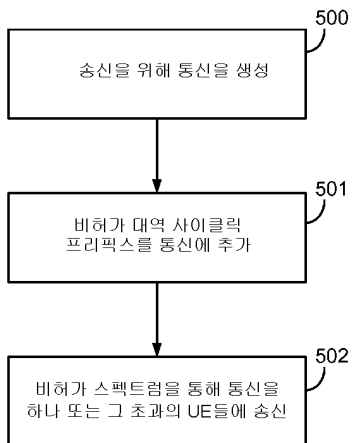 500
송신을 위해 통신을 생성
501
비허가 대역 사이클릭
프리픽스를 통신에 추가
502
비허가 스펙트럼을 통해 통신을
하나 또는 그 초과의 UE들에 송신